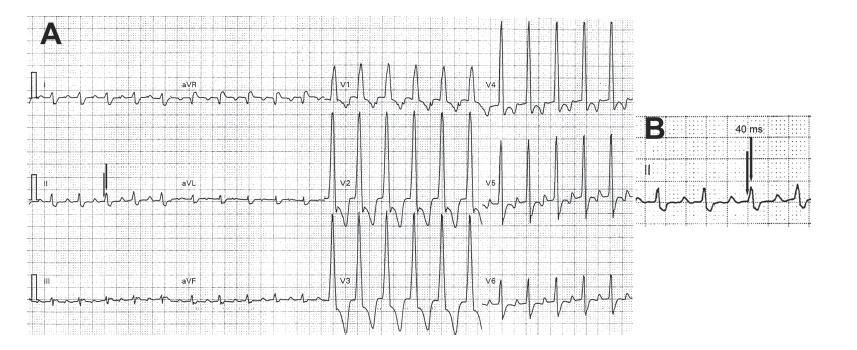 A
I aVR V1 V4
II aVL V2 V5
III aVF V3 V6
B
40 ms
II